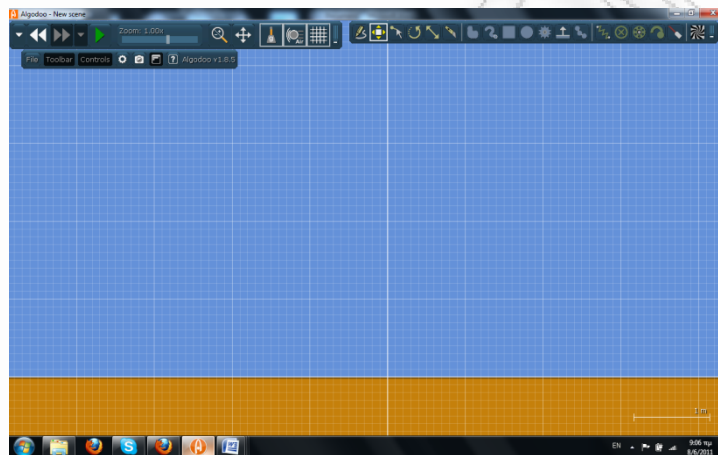 Algodoo - New scene
Zoom: 1.00x
Air
File Toolbar Controls ? Algodoo v1.8.5
1 m
EN 9:06 πμ
8/6/2011